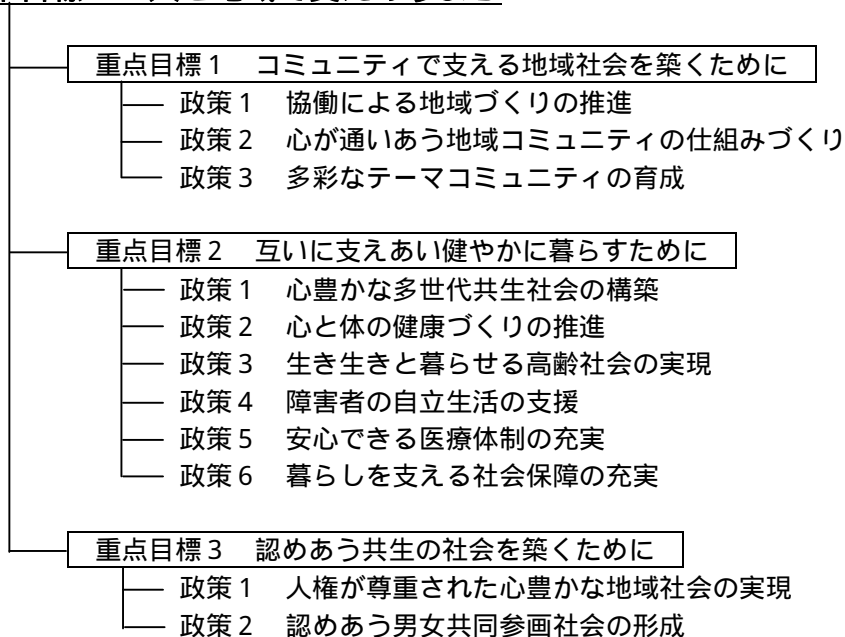 重点目標1 コミュニティで支える地域社会を築くために
政策1 協働による地域づくりの推進
政策2 心が通いあう地域コミュニティの仕組みづくり
政策3 多彩なテーマコミュニティの育成
重点目標2 互いに支えあい健やかに暮らすために
政策1 心豊かな多世代共生社会の構築
政策2 心と体の健康づくりの推進
政策3 生き生きと暮らせる高齢社会の実現
政策4 障害者の自立生活の支援
政策5 安心できる医療体制の充実
政策6 暮らしを支える社会保障の充実
重点目標3 認めあう共生の社会を築くために
政策1 人権が尊重された心豊かな地域社会の実現
政策2 認めあう男女共同参画社会の形成